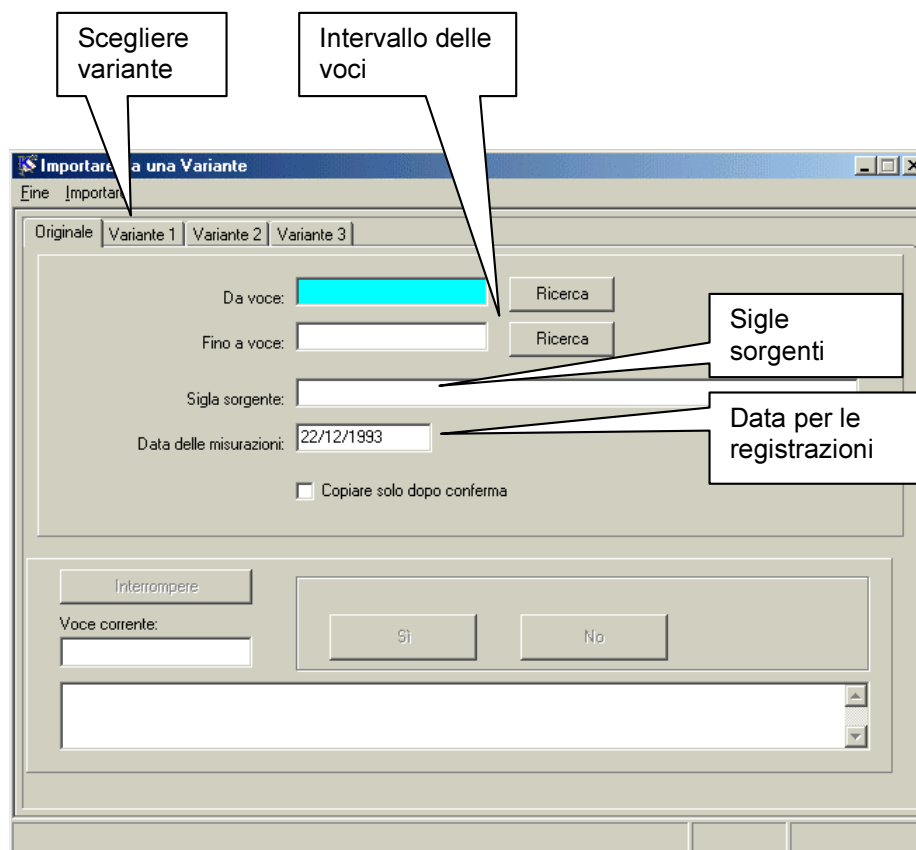 Scegliere
variante
Intervallo delle
voci
Importare a una Variante
Fine Importare
Originale Variante 1 Variante 2 Variante 3
Da voce: Ricerca
Fino a voce: Ricerca
Sigle
sorgenti
Sigla sorgente:
Data per le
registrazioni
Data delle misurazioni: 22/12/1993
Copiare solo dopo conferma
Interrompere
Voce corrente:
Sì No